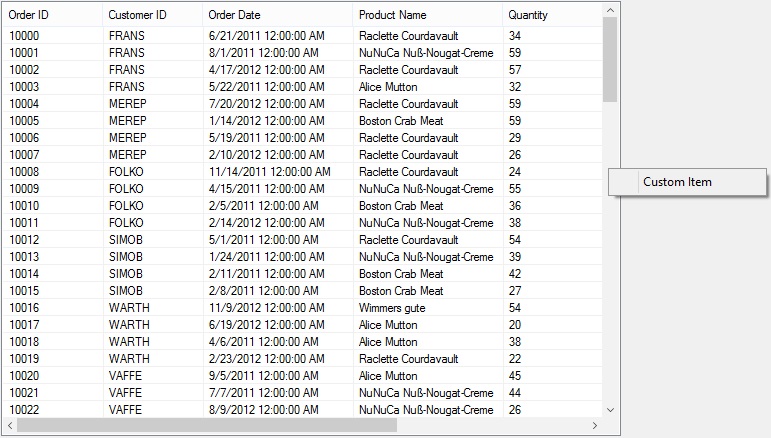 Order ID Customer ID Order Date Product Name Quantity
10000 FRANS 6/21/2011 12:00:00 AM Raclette Courdavault 34
10001 FRANS 8/1/2011 12:00:00 AM NuNuCa Nuß-Nougat-Creme 59
10002 FRANS 4/17/2012 12:00:00 AM Raclette Courdavault 57
10003 FRANS 5/22/2011 12:00:00 AM Alice Mutton 32
10004 MEREP 7/20/2012 12:00:00 AM Raclette Courdavault 59
10005 MEREP 1/14/2012 12:00:00 AM Boston Crab Meat 59
10006 MEREP 5/19/2011 12:00:00 AM Raclette Courdavault 29
10007 MEREP 2/10/2012 12:00:00 AM Raclette Courdavault 26
10008 FOLKO 11/14/2011 12:00:00 AM Raclette Courdavault 24
Custom Item
10009 FOLKO 4/15/2011 12:00:00 AM NuNuCa Nuß-Nougat-Creme 55
10010 FOLKO 2/5/2011 12:00:00 AM Boston Crab Meat 36
10011 FOLKO 2/14/2012 12:00:00 AM NuNuCa Nuß-Nougat-Creme 38
10012 SIMOB 5/1/2011 12:00:00 AM Raclette Courdavault 54
10013 SIMOB 1/24/2011 12:00:00 AM NuNuCa Nuß-Nougat-Creme 39
10014 SIMOB 2/11/2011 12:00:00 AM Boston Crab Meat 42
10015 SIMOB 2/8/2011 12:00:00 AM Boston Crab Meat 27
10016 WARTH 11/9/2012 12:00:00 AM Wimmers gute 54
10017 WARTH 6/19/2012 12:00:00 AM Alice Mutton 20
10018 WARTH 4/6/2011 12:00:00 AM Alice Mutton 38
10019 WARTH 2/23/2012 12:00:00 AM Raclette Courdavault 22
10020 VAFFE 9/5/2011 12:00:00 AM Alice Mutton 45
10021 VAFFE 7/7/2011 12:00:00 AM NuNuCa Nuß-Nougat-Creme 44
10022 VAFFE 8/9/2012 12:00:00 AM NuNuCa Nuß-Nougat-Creme 26